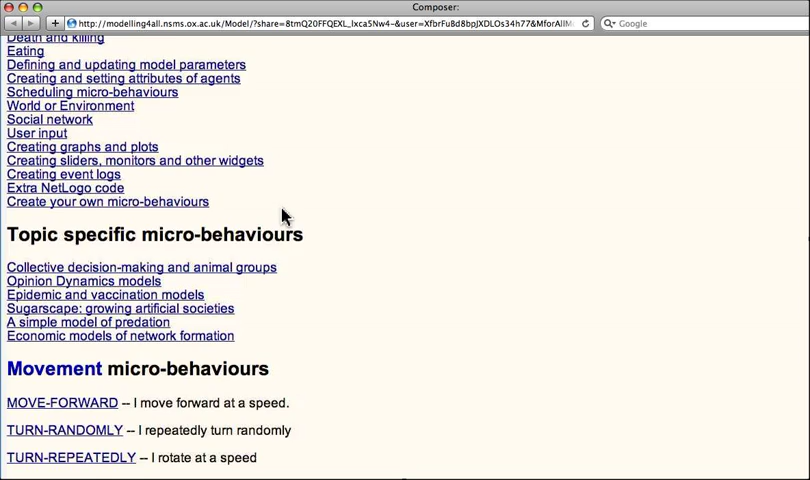 Composer:
http://modelling4all.nsms.ox.ac.uk/Model/?share=8tmQ20FFQEXL_lxca5Nw4-&user=XfbrFu8d8bpJXDLOs34h77&MforAllM
Google
Death and killing
Eating
Defining and updating model parameters
Creating and setting attributes of agents
Scheduling micro-behaviours
World or Environment
Social network
User input
Creating graphs and plots
Creating sliders, monitors and other widgets
Creating event logs
Extra NetLogo code
Create your own micro-behaviours
Topic specific micro-behaviours
Collective decision-making and animal groups
Opinion Dynamics models
Epidemic and vaccination models
Sugarscape: growing artificial societies
A simple model of predation
Economic models of network formation
Movement micro-behaviours
MOVE-FORWARD -- I move forward at a speed.
TURN-RANDOMLY -- I repeatedly turn randomly
TURN-REPEATEDLY -- I rotate at a speed